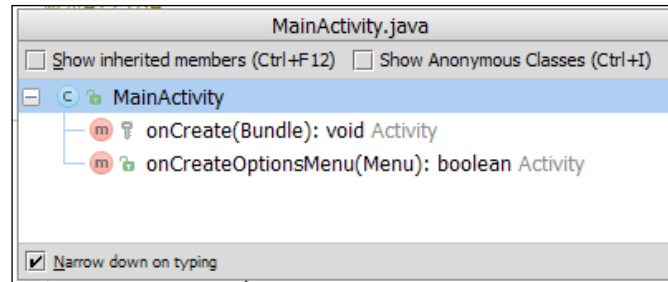 MainActivity.java
Show inherited members (Ctrl+F12) Show Anonymous Classes (Ctrl+I)
C MainActivity
m onCreate(Bundle): void Activity
m onCreateOptionsMenu(Menu): boolean Activity
Narrow down on typing